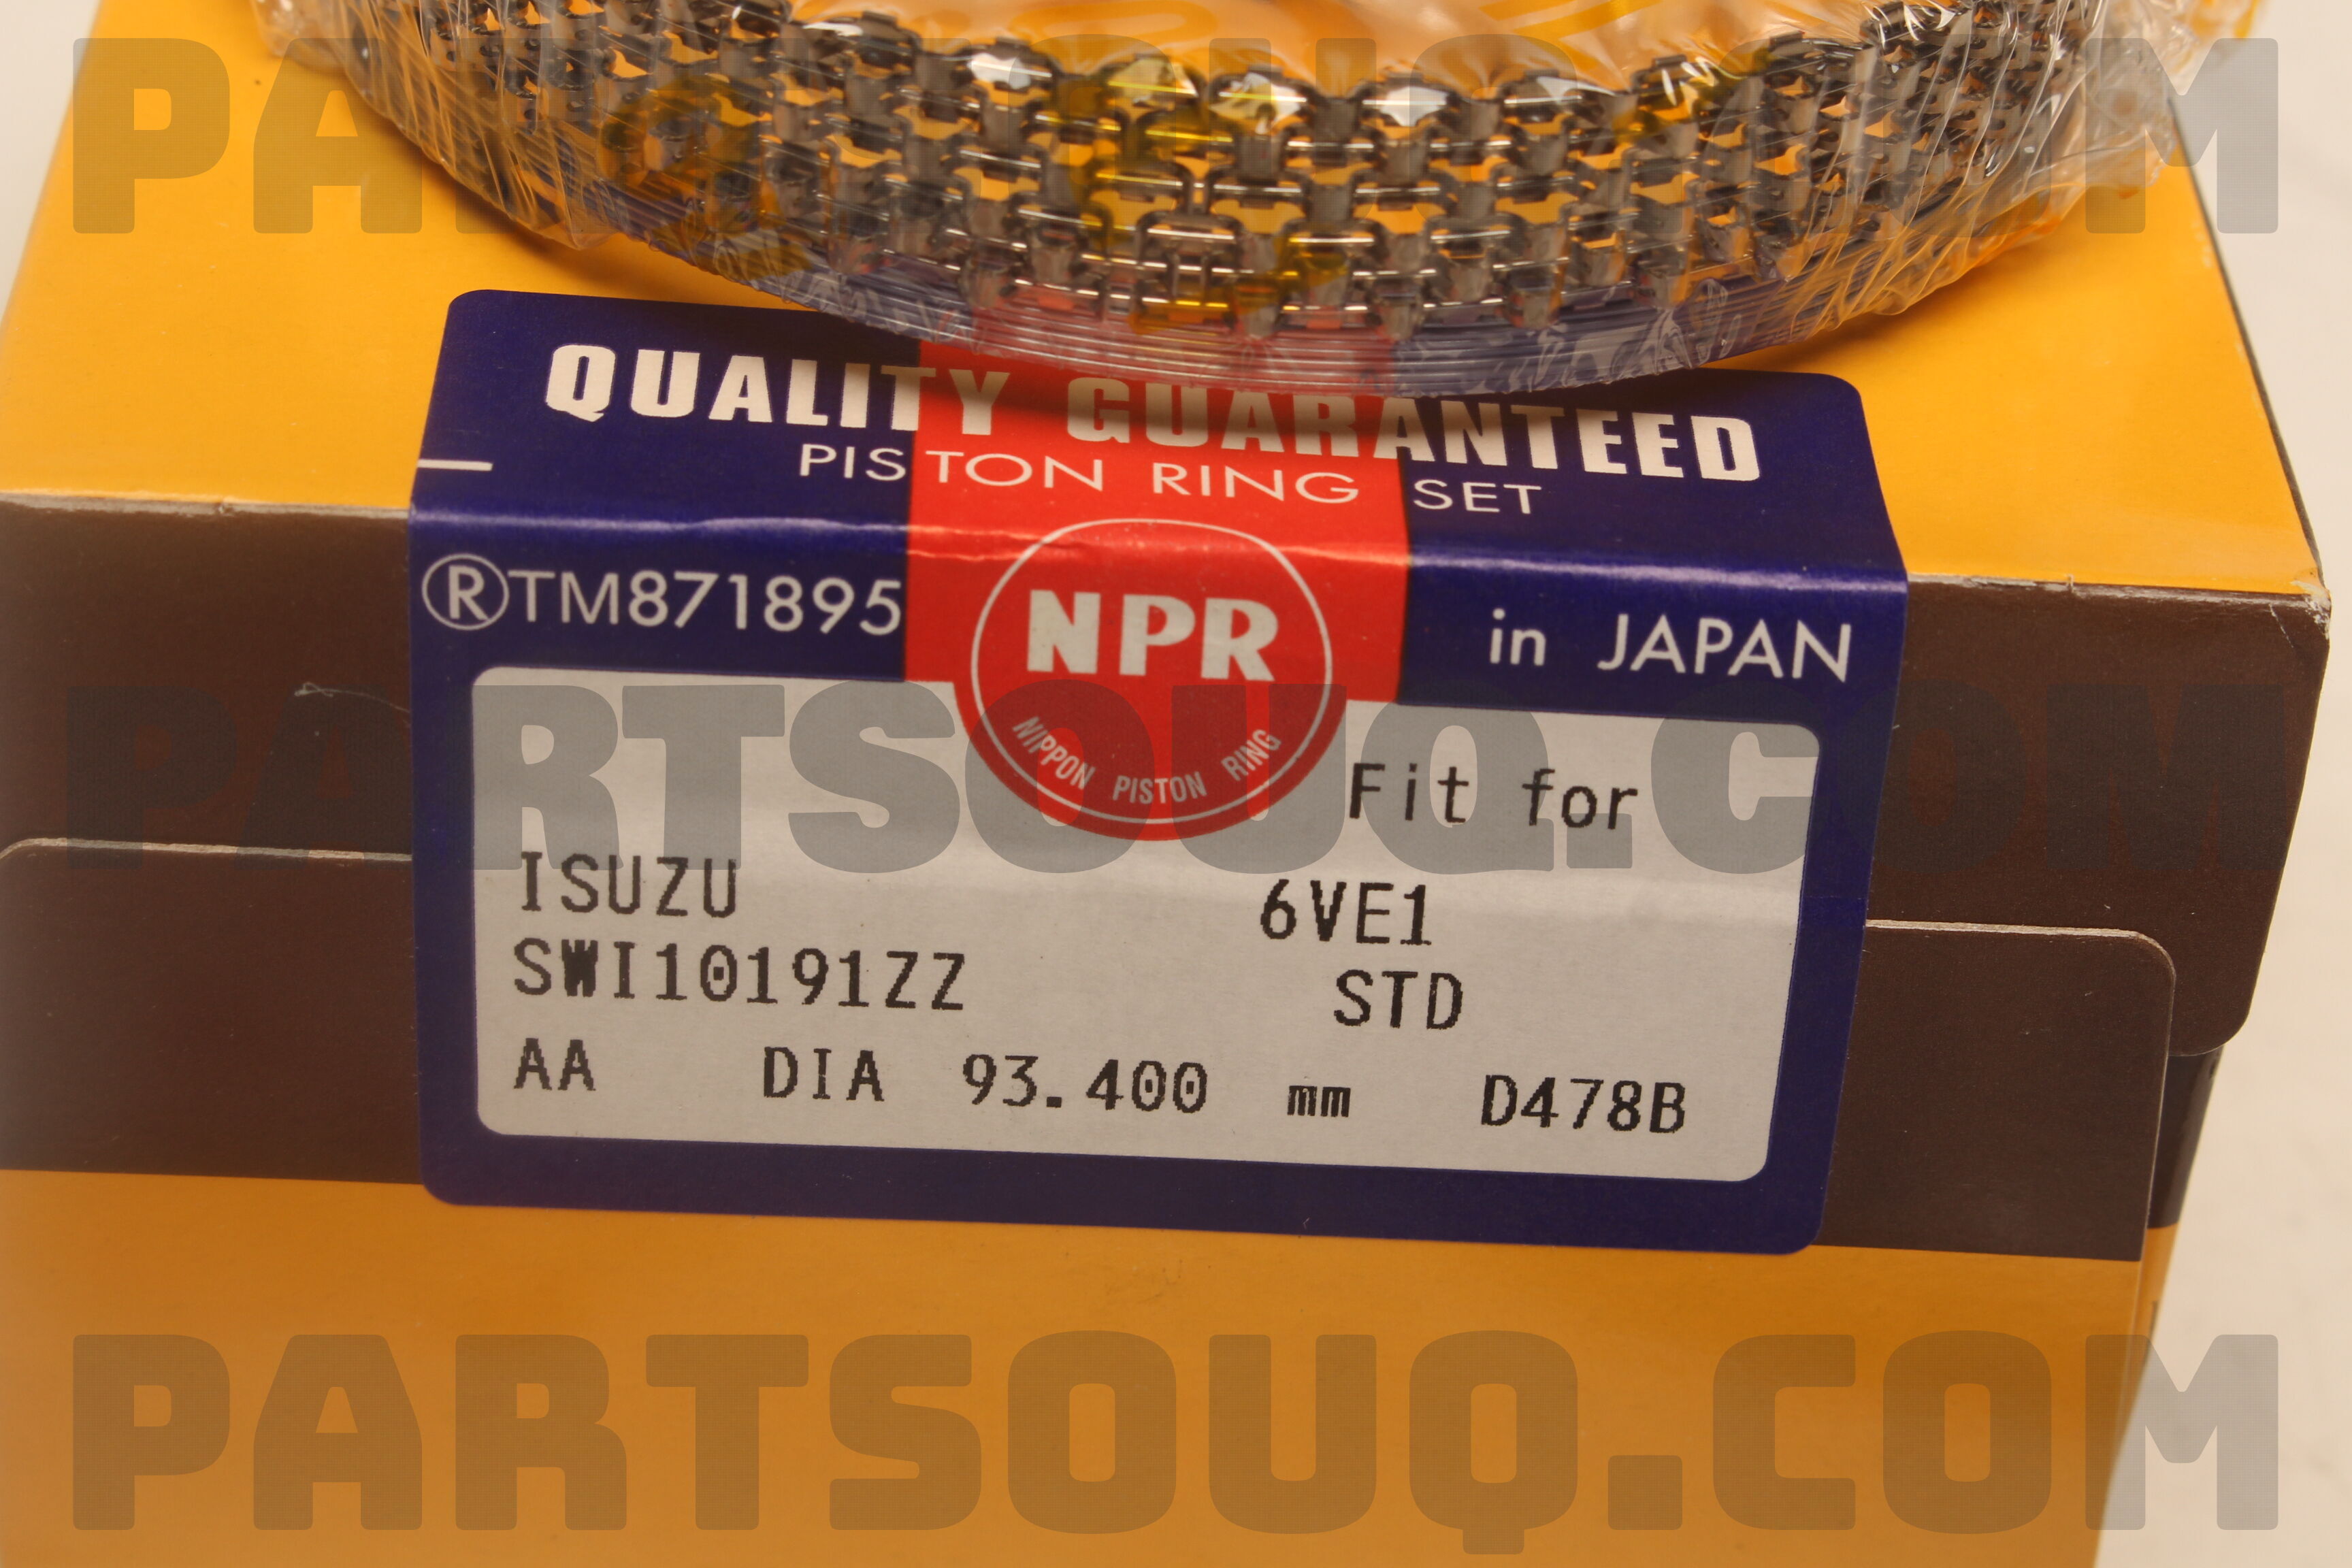 PARTSOUQ.COM
QUALITY GUARANTEED
PISTON RING SET
®TM871895
NPR
in JAPAN
NIPPON PISTON RING
PARTSOUQ.COM
Fit for
ISUZU 6VE1
SWI10191ZZ STD
AA DIA 93.400 mm D478B
PARTSOUQ.COM